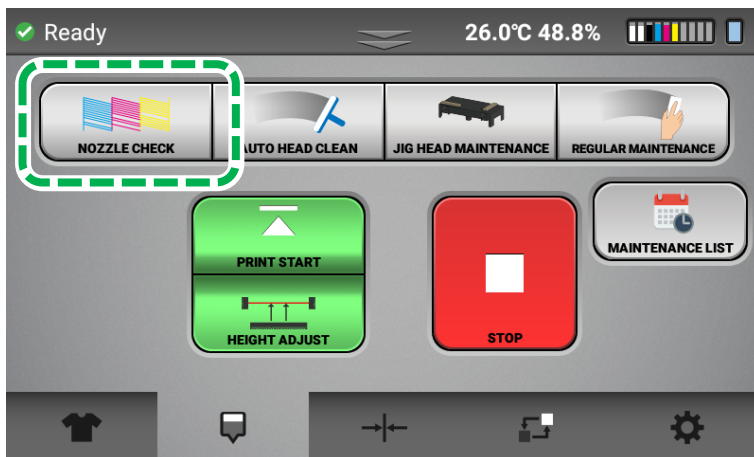 Ready
26.0℃ 48.8%
NOZZLE CHECK
AUTO HEAD CLEAN
JIG HEAD MAINTENANCE
REGULAR MAINTENANCE
PRINT START
MAINTENANCE LIST
HEIGHT ADJUST
STOP